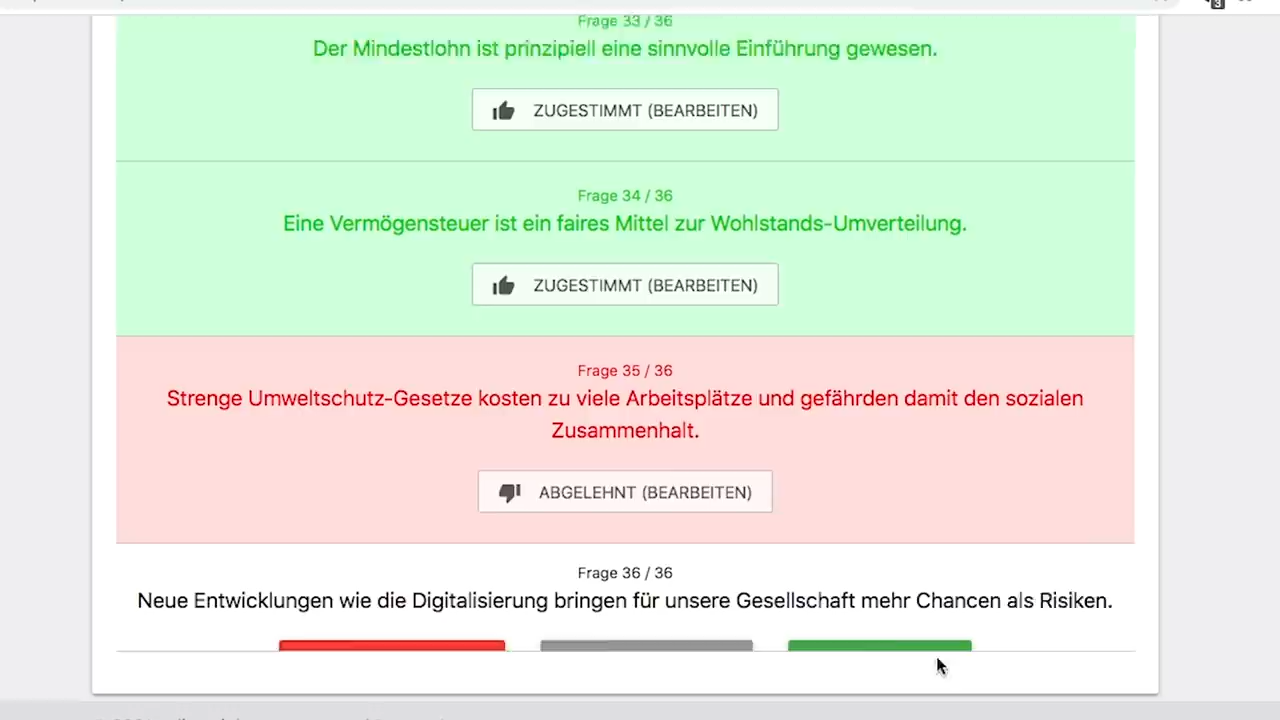 3
Frage 33 / 36
Der Mindestlohn ist prinzipiell eine sinnvolle Einführung gewesen.
ZUGESTIMMT (BEARBEITEN)
Frage 34 / 36
Eine Vermögensteuer ist ein faires Mittel zur Wohlstands-Umverteilung.
ZUGESTIMMT (BEARBEITEN)
Frage 35 / 36
Strenge Umweltschutz-Gesetze kosten zu viele Arbeitsplätze und gefährden damit den sozialen
Zusammenhalt.
ABGELEHNT (BEARBEITEN)
Frage 36 / 36
Neue Entwicklungen wie die Digitalisierung bringen für unsere Gesellschaft mehr Chancen als Risiken.